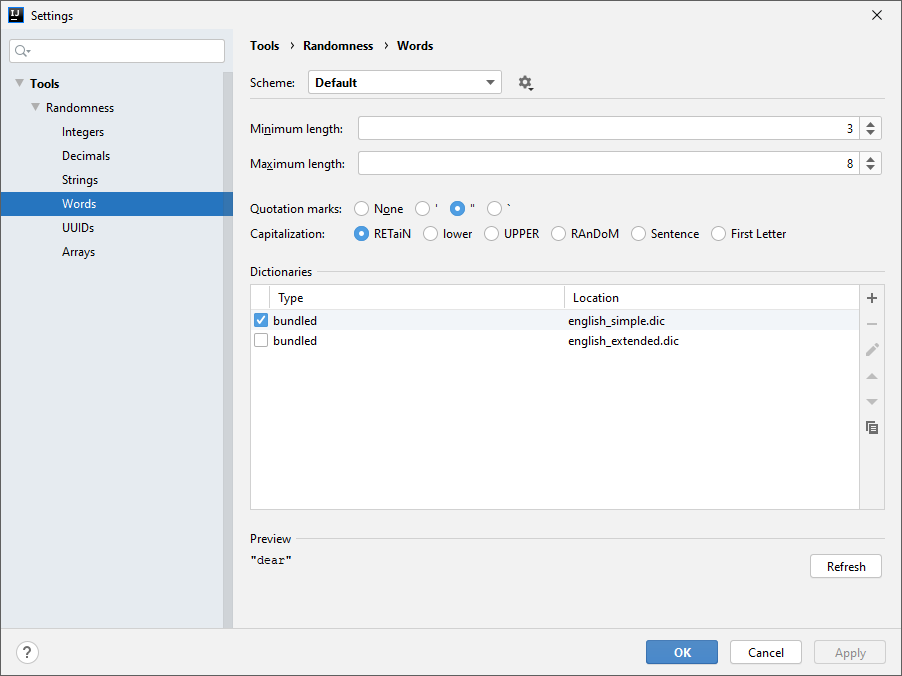 IJ Settings
Tools
Randomness
Integers
Decimals
Strings
Words
UUIDs
Arrays
Tools › Randomness › Words
Scheme: Default
Minimum length: 3
Maximum length: 8
Quotation marks: None ' " `
Capitalization: RETaiN lower UPPER RAnDoM Sentence First Letter
Dictionaries
Type Location
bundled english_simple.dic
bundled english_extended.dic
Preview
"dear"
Refresh
? OK Cancel Apply